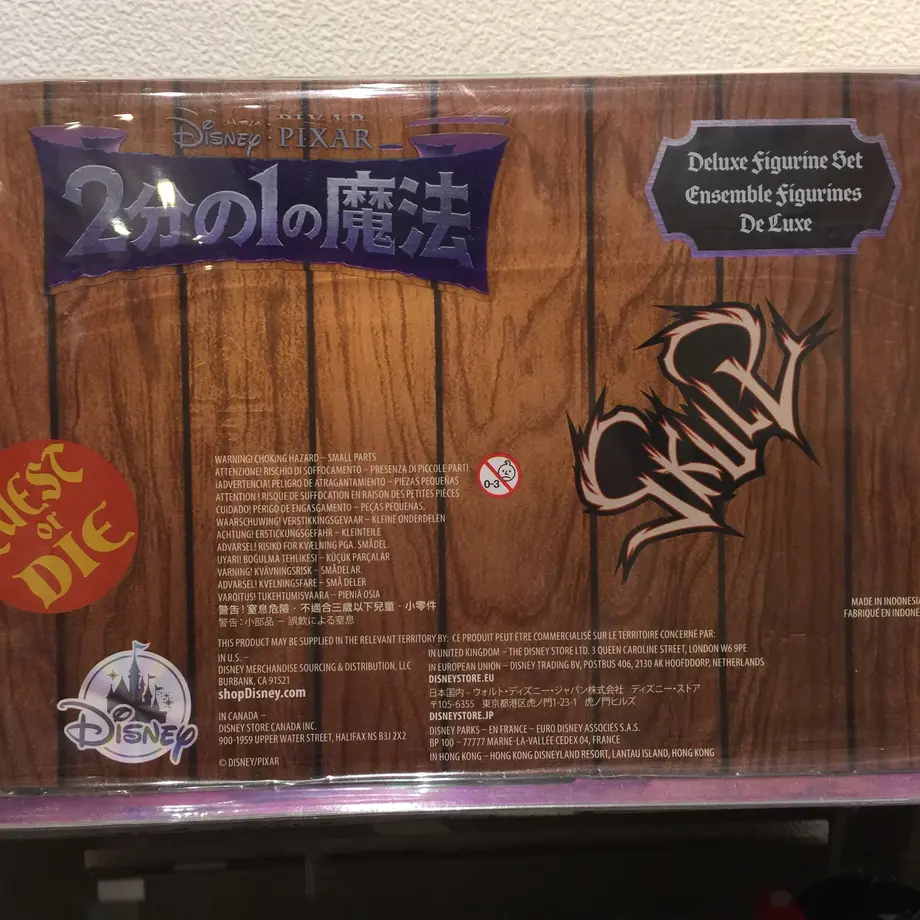 Disney · PIXAR
2分の1の魔法
Deluxe Figurine Set
Ensemble Figurines
De Luxe
SKULL
QUEST
or
DIE
WARNING! CHOKING HAZARD – SMALL PARTS
ATTENZIONE! RISCHIO DI SOFFOCAMENTO – PRESENZA DI PICCOLE PARTI.
¡ADVERTENCIA! PELIGRO DE ATRAGANTAMIENTO – PIEZAS PEQUEÑAS
ATTENTION ! RISQUE DE SUFFOCATION EN RAISON DES PETITES PIÈCES
CUIDADO! PERIGO DE ENGASGAMENTO – PEÇAS PEQUENAS.
WAARSCHUWING! VERSTIKKINGSGEVAAR – KLEINE ONDERDELEN
ACHTUNG! ERSTICKUNGSGEFAHR – KLEINTEILE
ADVARSEL! RISIKO FOR KVÆLNING PGA. SMÅDEL.
UYARI! BOĞULMA TEHLİKESİ – KÜÇÜK PARÇALAR
VARNING! KVÄVNINGSRISK – SMÅDELAR.
ADVARSEL! KVELNINGSFARE – SMÅ DELER
VAROITUS! TUKEHTUMISVAARA – PIENIÄ OSIA
警告!窒息危險・不適合三歲以下兒童・小零件
警告:小部品 – 誤飲による窒息
0-3
MADE IN INDONESIA
FABRIQUÉ EN INDONÉ
THIS PRODUCT MAY BE SUPPLIED IN THE RELEVANT TERRITORY BY: CE PRODUIT PEUT ÊTRE COMMERCIALISÉ SUR LE TERRITOIRE CONCERNÉ PAR:
IN U.S. –
DISNEY MERCHANDISE SOURCING & DISTRIBUTION, LLC
BURBANK, CA 91521
shopDisney.com
IN CANADA –
DISNEY STORE CANADA INC.
900-1959 UPPER WATER STREET, HALIFAX NS B3J 2X2
© DISNEY/PIXAR
IN UNITED KINGDOM – THE DISNEY STORE LTD. 3 QUEEN CAROLINE STREET, LONDON W6 9PE
IN EUROPEAN UNION – DISNEY TRADING BV, POSTBUS 406, 2130 AK HOOFDDORP, NETHERLANDS
DISNEYSTORE.EU
日本国内 – ウォルト・ディズニー・ジャパン株式会社 ディズニー・ストア
〒105-6355 東京都港区虎ノ門1-23-1 虎ノ門ヒルズ
DISNEYSTORE.JP
DISNEY PARKS – EN FRANCE – EURO DISNEY ASSOCIÉS S.A.S.
BP 100 – 77777 MARNE-LA-VALLÉE CEDEX 04, FRANCE
IN HONG KONG – HONG KONG DISNEYLAND RESORT, LANTAU ISLAND, HONG KONG
Disney